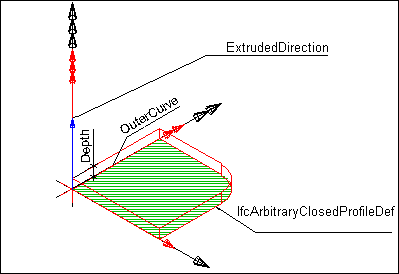 ExtrudedDirection
OuterCurve
Depth
IfcArbitraryClosedProfileDef